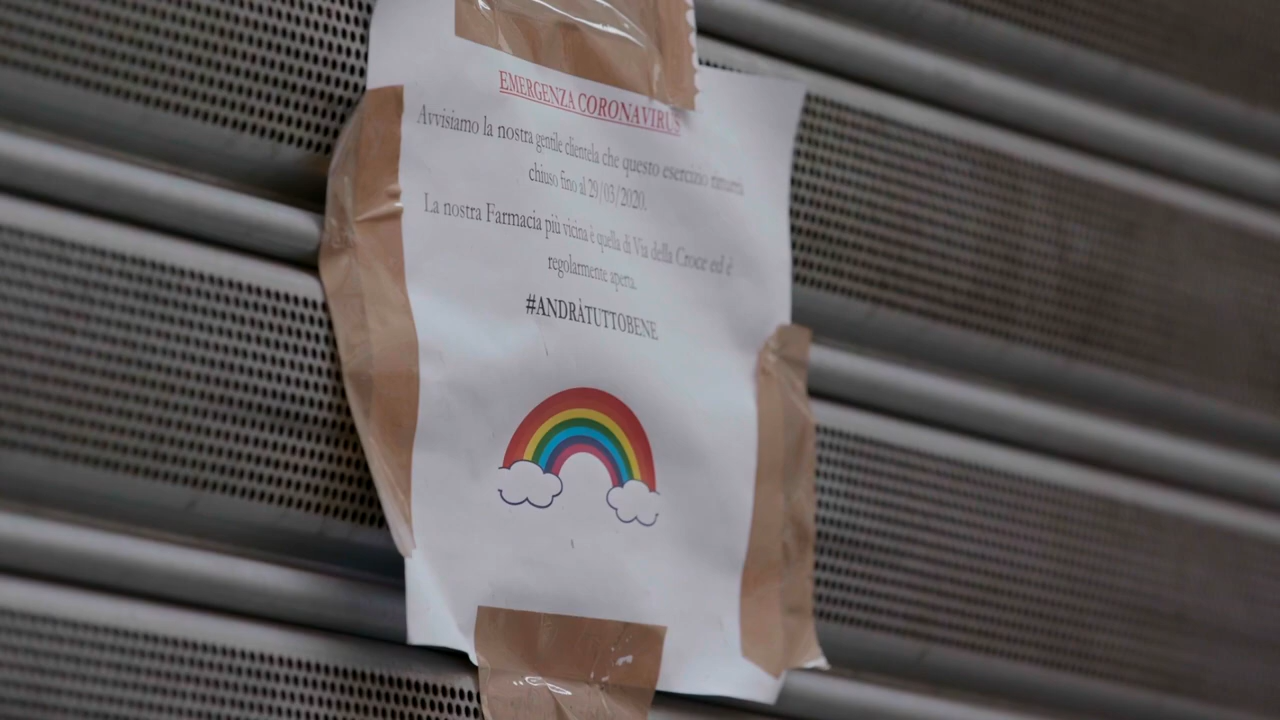 EMERGENZA CORONAVIRUS
Avvisiamo la nostra gentile clientela che questo esercizio rimarrà
chiuso fino al 29/03/2020.
La nostra Farmacia più vicina è quella di Via della Croce ed è
regolarmente aperta.
#ANDRÀTUTTOBENE